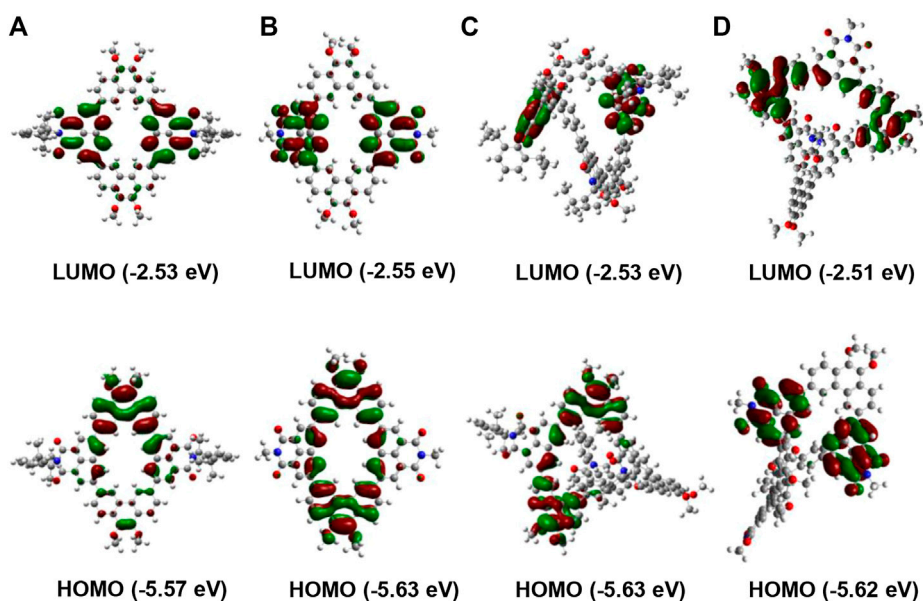 A
B
C
D
LUMO (-2.53 eV)
LUMO (-2.55 eV)
LUMO (-2.53 eV)
LUMO (-2.51 eV)
HOMO (-5.57 eV)
HOMO (-5.63 eV)
HOMO (-5.63 eV)
HOMO (-5.62 eV)